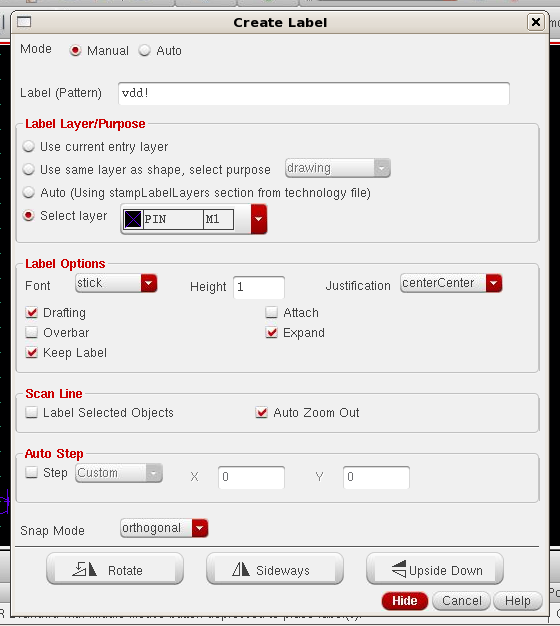 Create Label
Mode Manual Auto
Label (Pattern) vdd!
Label Layer/Purpose
Use current entry layer
Use same layer as shape, select purpose drawing
Auto (Using stampLabelLayers section from technology file)
Select layer PIN M1
Label Options
Font stick Height 1 Justification centerCenter
Drafting Attach
Overbar Expand
Keep Label
Scan Line
Label Selected Objects Auto Zoom Out
Auto Step
Step Custom X 0 Y 0
Snap Mode orthogonal
Rotate Sideways Upside Down
Hide Cancel Help